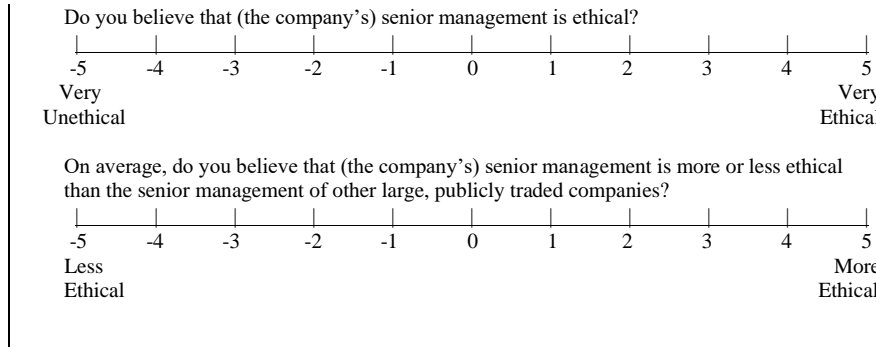 Do you believe that (the company’s) senior management is ethical?
-5 -4 -3 -2 -1 0 1 2 3 4 5
Very Very
Unethical Ethical
On average, do you believe that (the company’s) senior management is more or less ethical
than the senior management of other large, publicly traded companies?
-5 -4 -3 -2 -1 0 1 2 3 4 5
Less More
Ethical Ethical